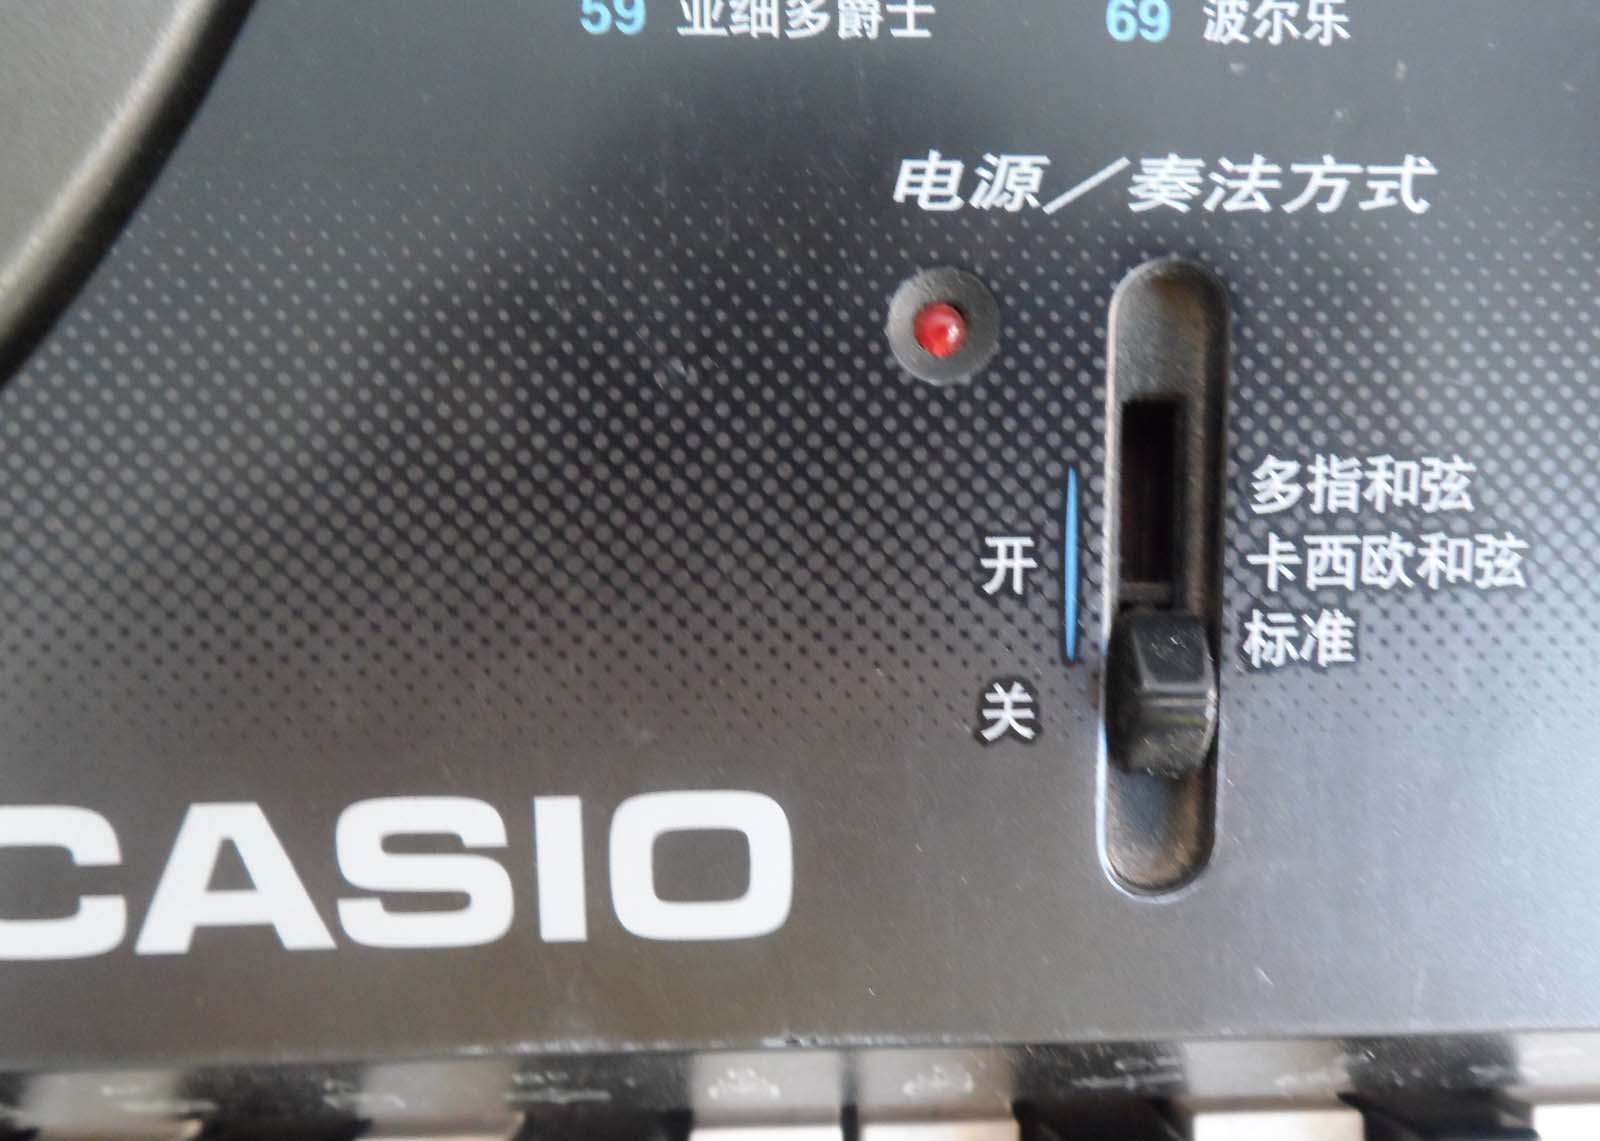 59 亚细多爵士
69 波尔乐
电源／奏法方式
多指和弦
开 卡西欧和弦
标准
关
CASIO